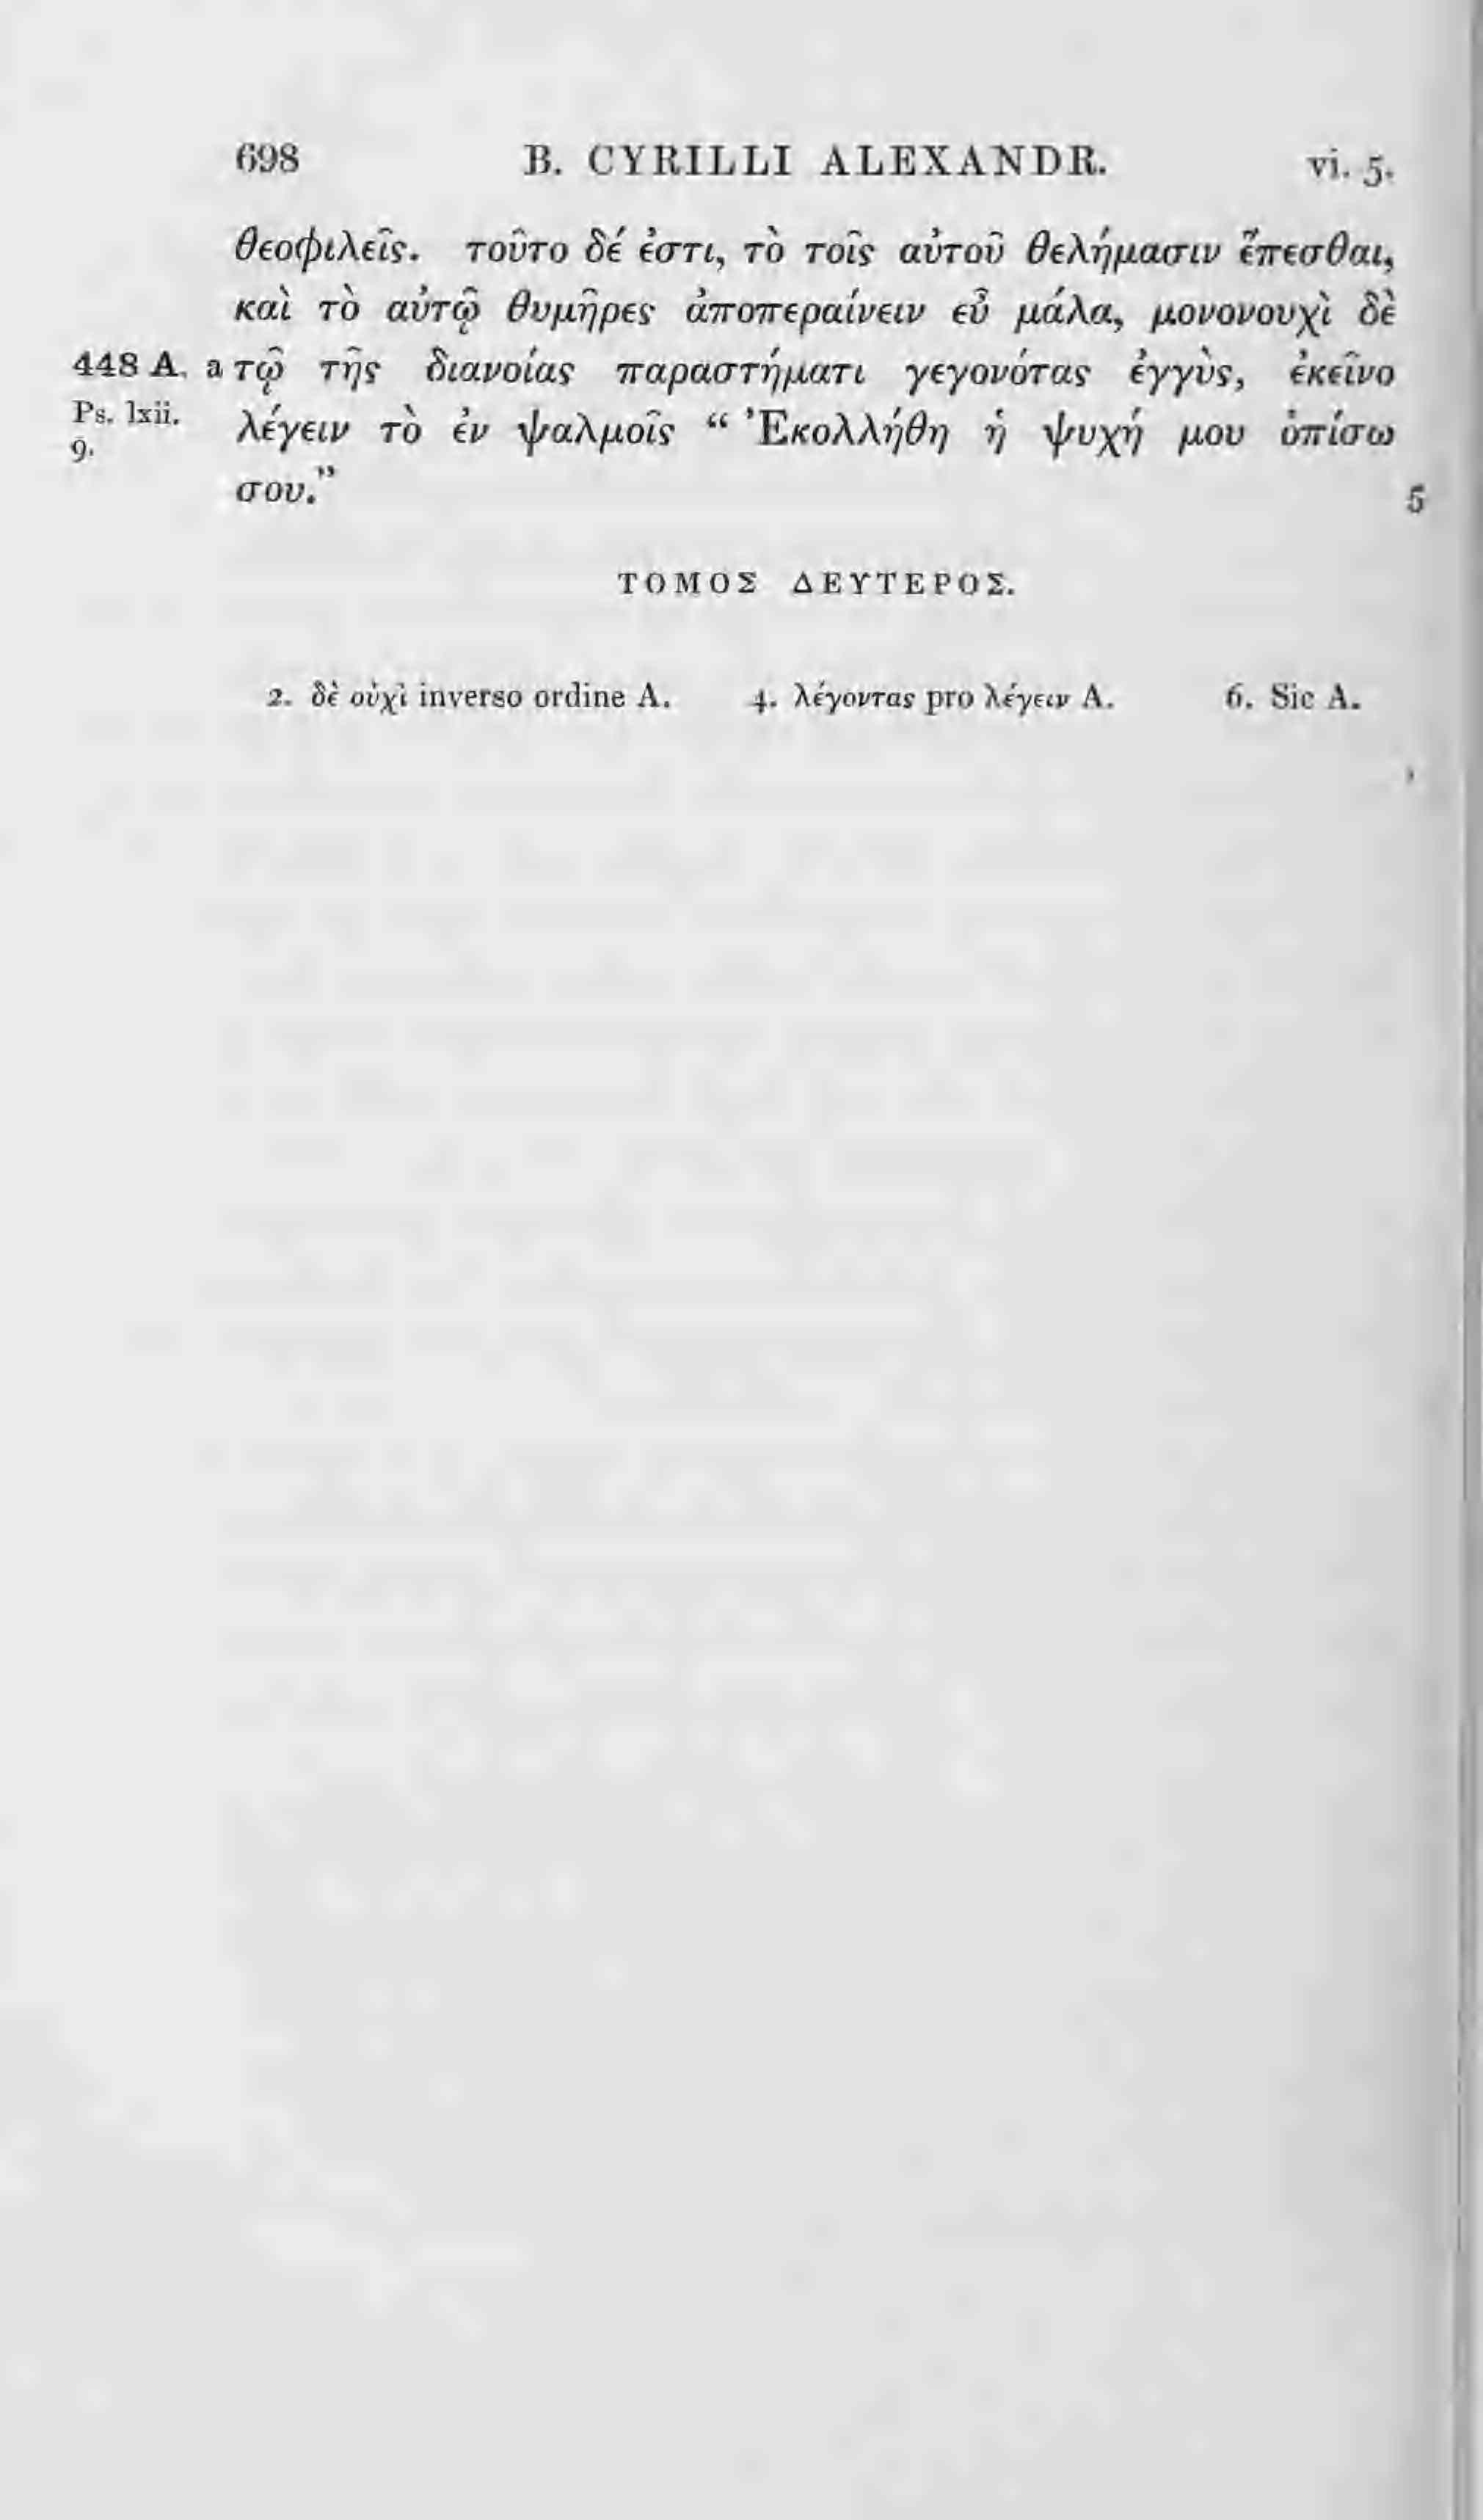 698 B. CYRILLI ALEXANDR. vi. 5.
θεοφιλεῖς. τοῦτο δέ ἐστι, τὸ τοῖς αὐτοῦ θελήμασιν ἕπεσθαι,
καὶ τὸ αὐτῷ θυμῆρες ἀποπεραίνειν εὖ μάλα, μονονουχὶ δὲ
448 A. a τῷ τῆς διανοίας παραστήματι γεγονότας ἐγγὺς, ἐκεῖνο
Ps. lxii. λέγειν τὸ ἐν ψαλμοῖς “ Ἐκολλήθη ἡ ψυχή μου ὀπίσω
9.
σου.” 5
ΤΟΜΟΣ ΔΕΥΤΕΡΟΣ.
2. δὲ οὐχὶ inverso ordine A. 4. λέγοντας pro λέγειν A. 6. Sic A.